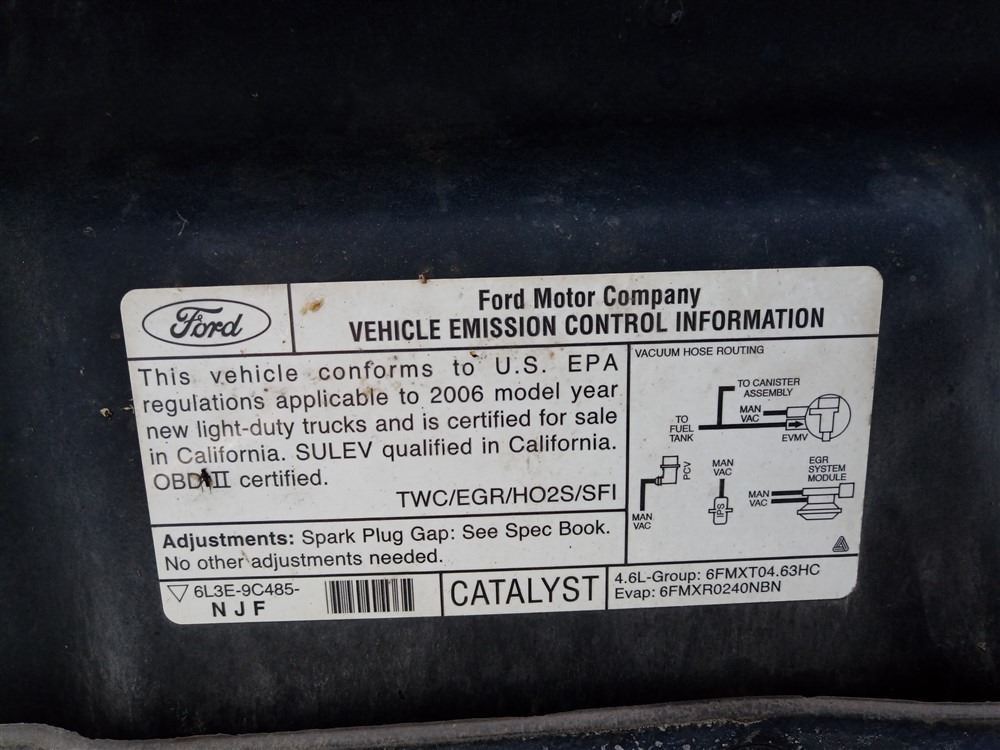 Ford
Ford Motor Company
VEHICLE EMISSION CONTROL INFORMATION
This vehicle conforms to U.S. EPA
regulations applicable to 2006 model year
new light-duty trucks and is certified for sale
in California. SULEV qualified in California.
OBD II certified.
TWC/EGR/HO2S/SFI
Adjustments: Spark Plug Gap: See Spec Book.
No other adjustments needed.
6L3E-9C485-
N J F
CATALYST
4.6L-Group: 6FMXT04.63HC
Evap: 6FMXR0240NBN
VACUUM HOSE ROUTING
TO CANISTER
ASSEMBLY
MAN
VAC
TO
FUEL
TANK
EVMV
PCV
MAN
VAC
MAN
VAC
IPS
EGR
SYSTEM
MODULE
MAN
VAC